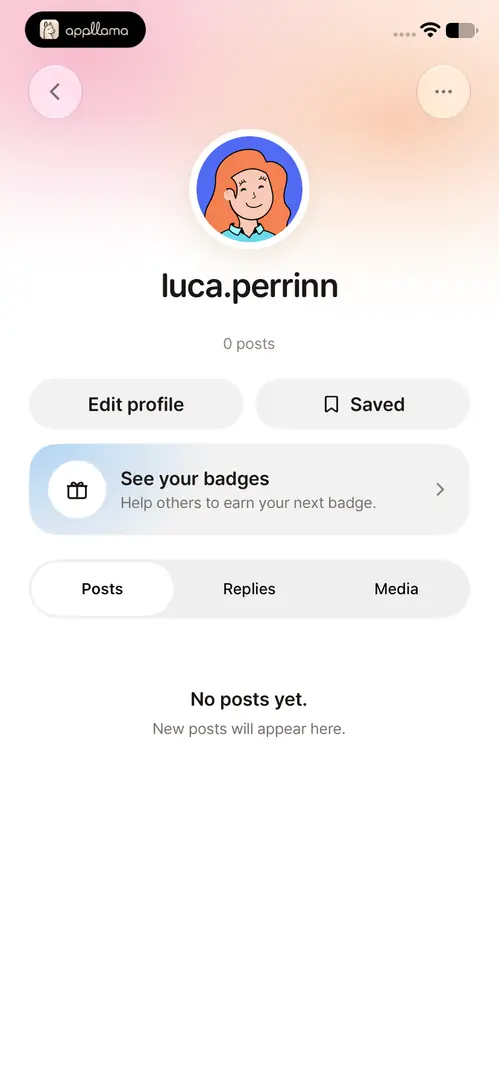 appllama
luca.perrinn
0 posts
Edit profile
Saved
See your badges
Help others to earn your next badge.
Posts
Replies
Media
No posts yet.
New posts will appear here.